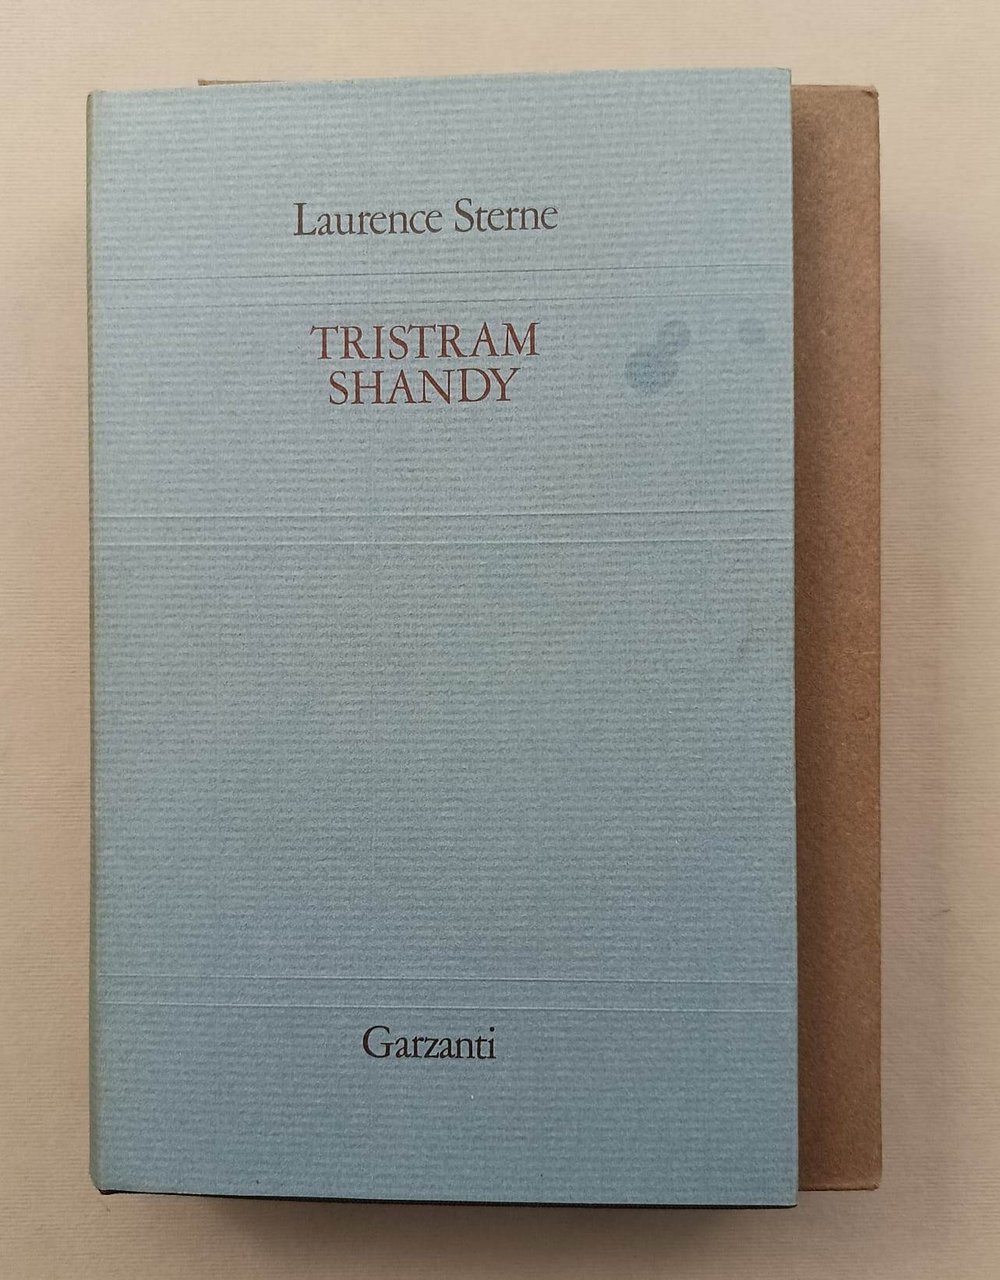 Laurence Sterne
TRISTRAM
SHANDY
Garzanti